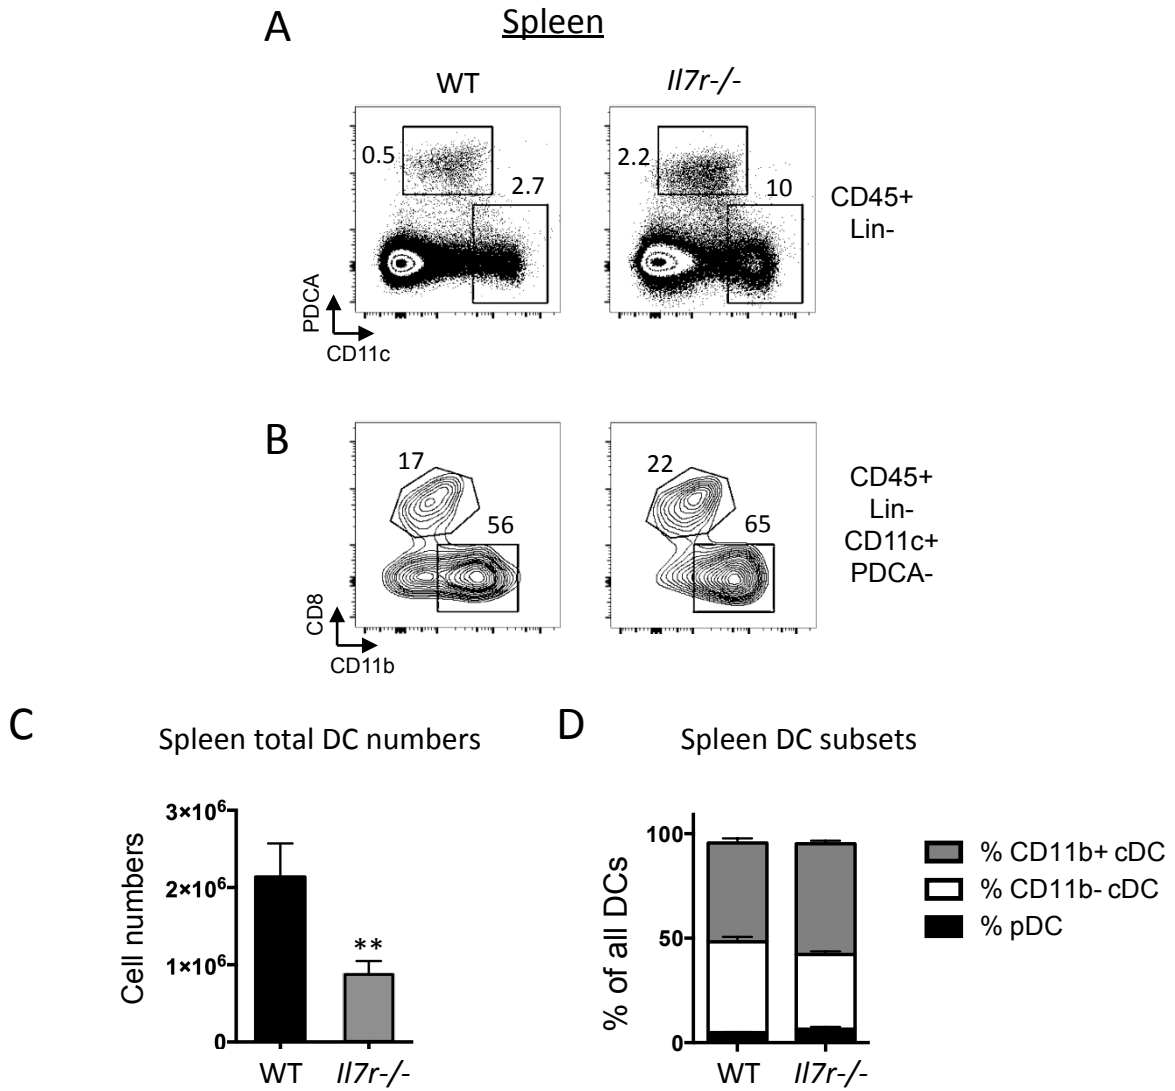 A
Spleen
WT
Il7r-/-
0.5
2.7
2.2
10
CD45+
Lin-
PDCA
CD11c
B
17
56
22
65
CD45+
Lin-
CD11c+
PDCA-
CD8
CD11b
C
Spleen total DC numbers
3×10⁶
2×10⁶
1×10⁶
0
Cell numbers
**
WT
Il7r-/-
D
Spleen DC subsets
100
50
0
% of all DCs
WT
Il7r-/-
% CD11b+ cDC
% CD11b- cDC
% pDC